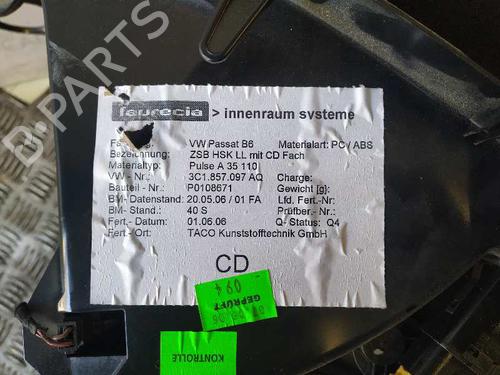 faurecia > innenraum systeme
VW Passat B6 Materialart: PC / ABS
Bezeichnung: ZSB HSK LL mit CD Fach
Materialtyp: Pulse A 35 110
VW - Nr.: 3C1.857.097 AQ Charge:
Bauteil - Nr.: P0108671 Gewicht [g]:
BM- Datenstand: 20.05.06 / 01 FA Lfd. Fert.-Nr:
BM- Stand.: 40 S Prüfber.- Nr:
Fert.- Datum: 01.06.06 Q- Status: Q4
Fert.- Ort: TACO Kunststofftechnik GmbH
CD
094
GEPRÜFT
KONTROLLE